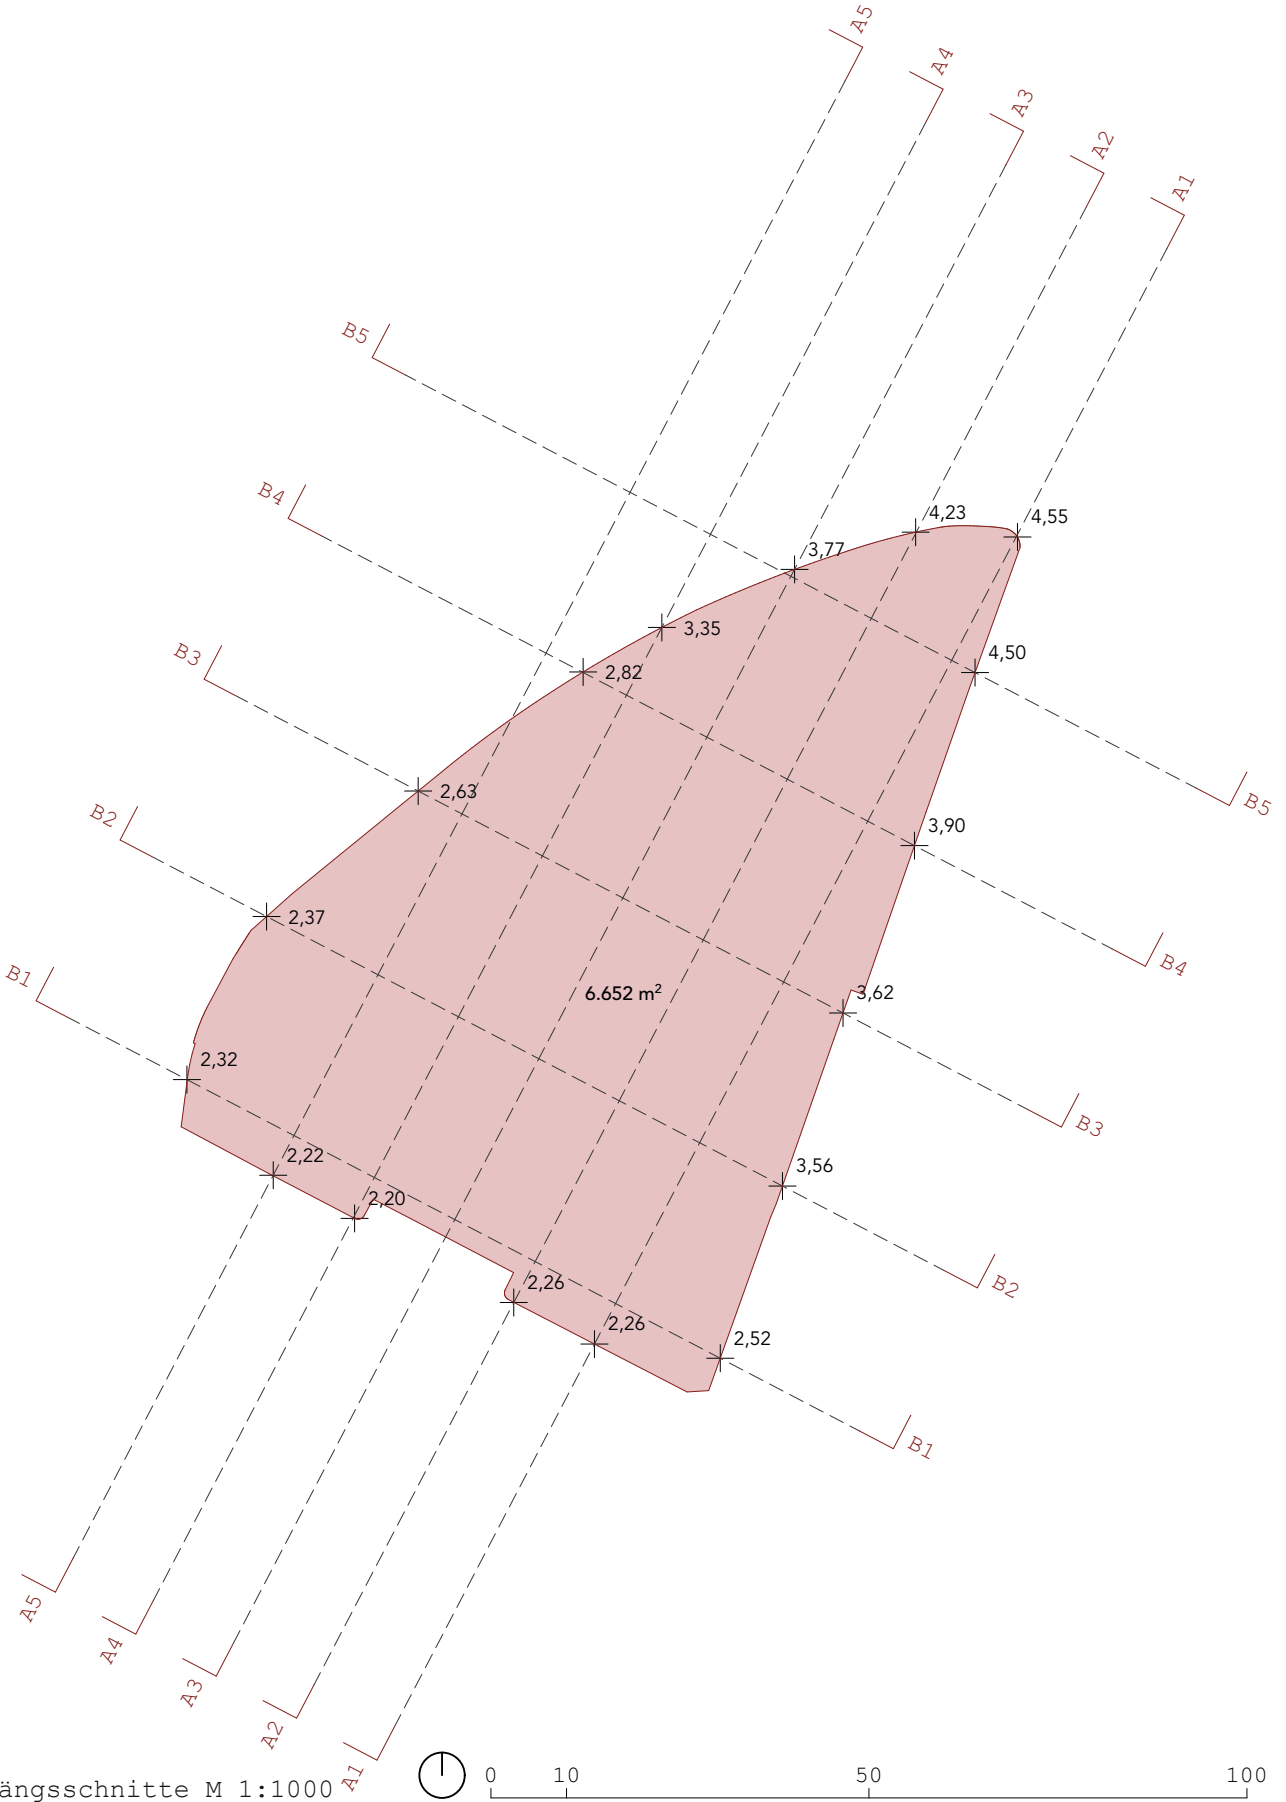 A5
A4
A3
A2
A1
B5
B4
4,23
4,55
3,77
3,35
4,50
B3
2,82
2,63
B5
B2
3,90
2,37
B4
B1
6.652 m²
3,62
2,32
B3
2,22
3,56
2,20
2,26
B2
2,26
2,52
B1
A5
A4
A3
A2
A1
ängsschnitte M 1:1000
0 10 50 100